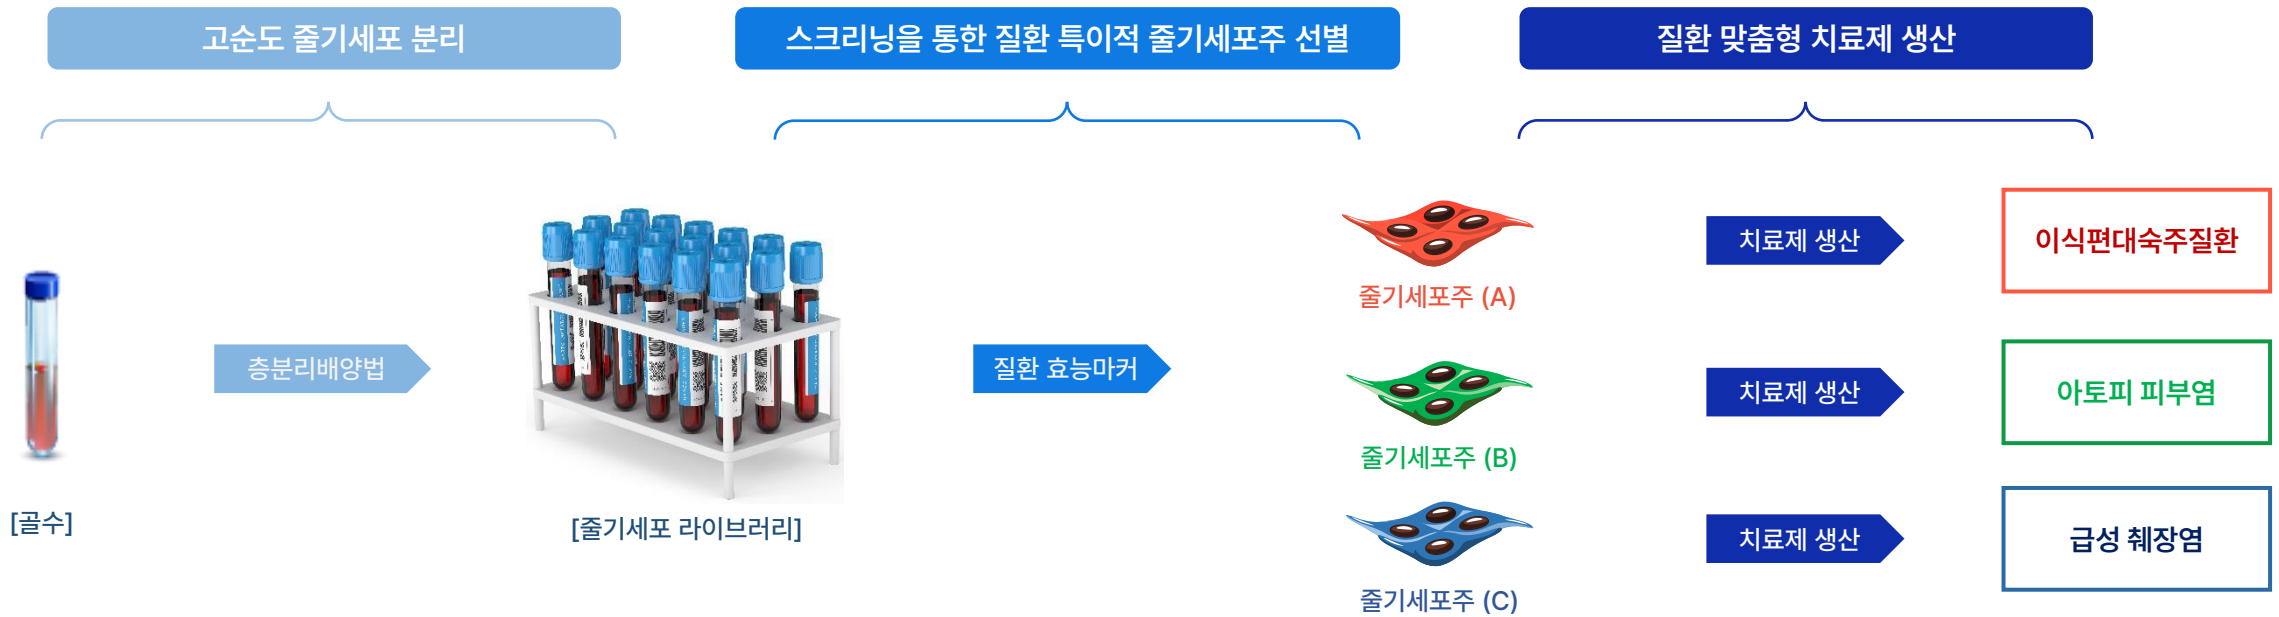 고순도 줄기세포 분리
스크리닝을 통한 질환 특이적 줄기세포주 선별
질환 맞춤형 치료제 생산
[골수]
층분리배양법
[줄기세포 라이브러리]
질환 효능마커
줄기세포주 (A)
치료제 생산
이식편대숙주질환
줄기세포주 (B)
치료제 생산
아토피 피부염
줄기세포주 (C)
치료제 생산
급성 췌장염